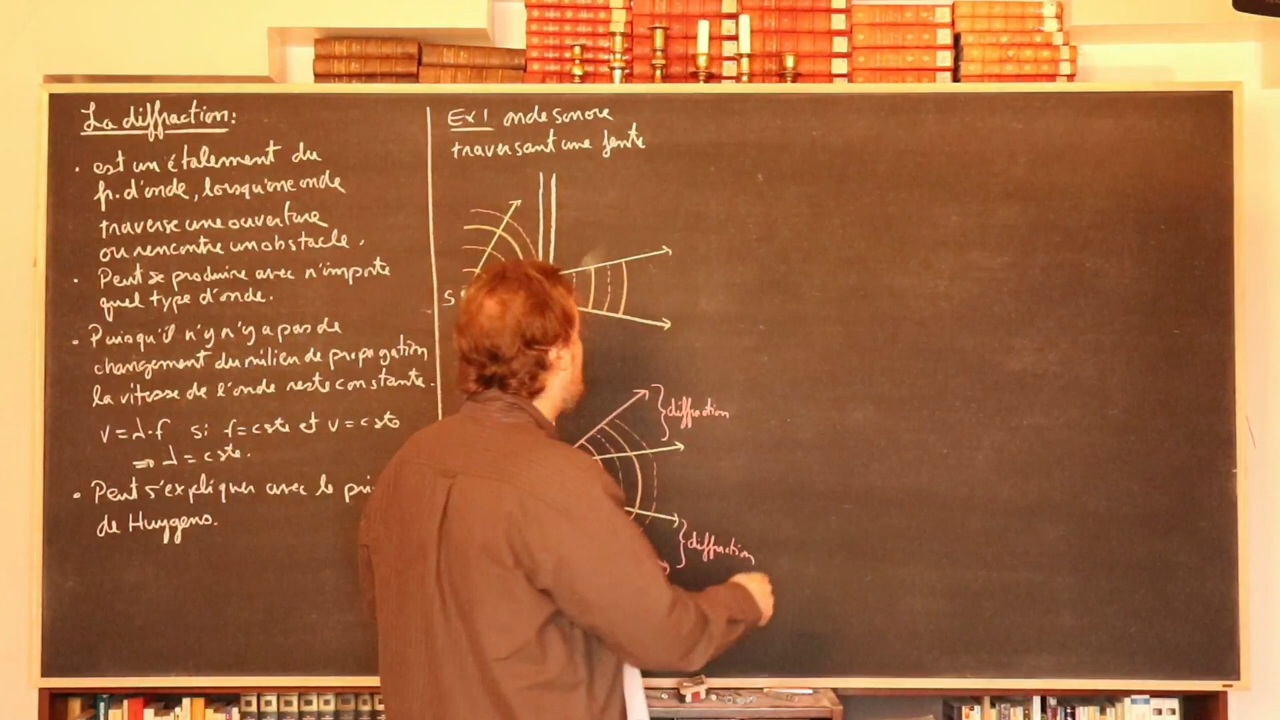 La diffraction:
• est un étalement du
fr. d'onde, lorsqu'une onde
traverse une ouverture
ou rencontre un obstacle.
• Peut se produire avec n'importe
quel type d'onde.
• Puisqu'il n'y n'y a pas de
changement du milieu de propagation
la vitesse de l'onde reste constante.
v = λ·f si f = cste et v = cste
⇒ λ = cste.
• Peut s'expliquer avec le
de Huygens.
Ex 1 onde sonore
traversant une fente
S
}diffraction
}diffraction